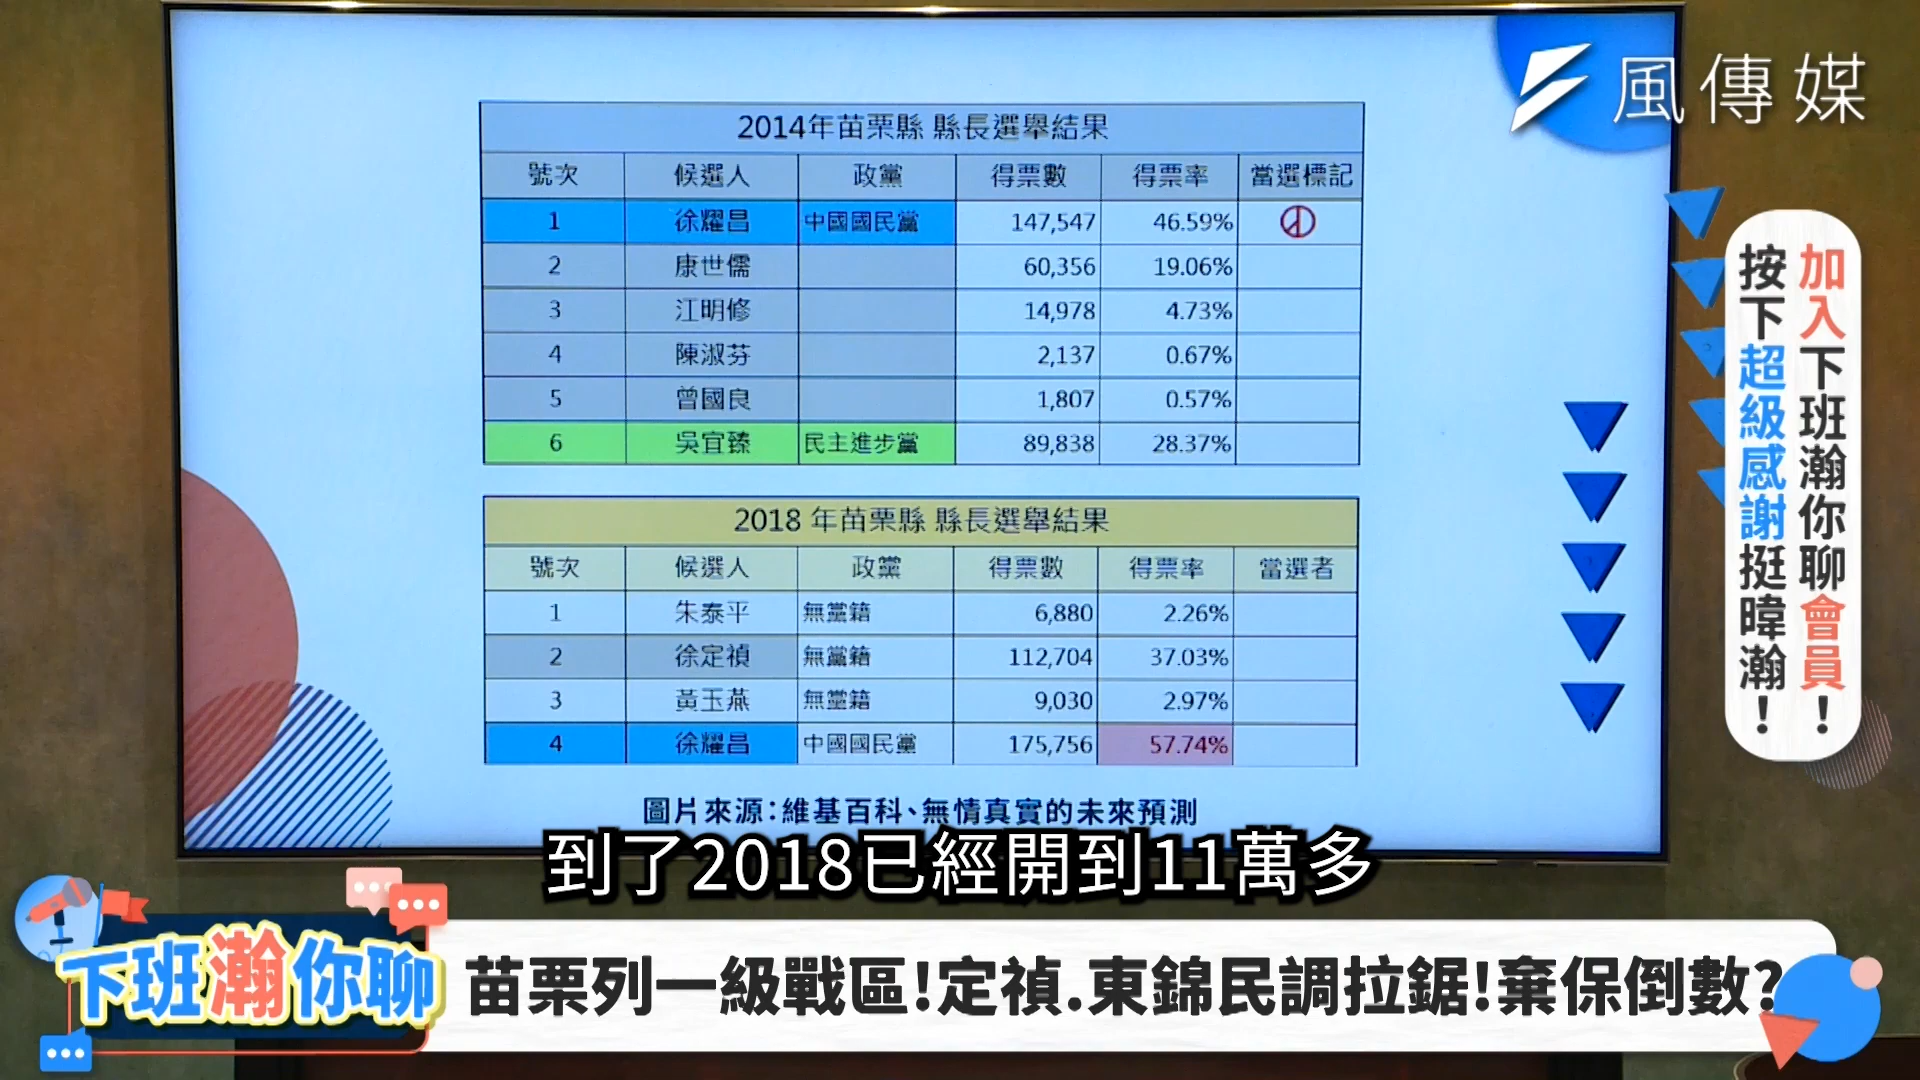 風傳媒
2014年苗栗縣 縣長選舉結果
號次 候選人 政黨 得票數 得票率 當選標記
1 徐耀昌 中國國民黨 147,547 46.59%
2 康世儒 60,356 19.06%
3 江明修 14,978 4.73%
4 陳淑芬 2,137 0.67%
5 曾國良 1,807 0.57%
6 吳宜臻 民主進步黨 89,838 28.37%
2018 年苗栗縣 縣長選舉結果
號次 候選人 政黨 得票數 得票率 當選者
1 朱泰平 無黨籍 6,880 2.26%
2 徐定禎 無黨籍 112,704 37.03%
3 黃玉燕 無黨籍 9,030 2.97%
4 徐耀昌 中國國民黨 175,756 57.74%
圖片來源:維基百科、無情真實的未來預測
加入下班瀚你聊會員!
按下超級感謝挺暐瀚!
到了2018已經開到11萬多
下班瀚你聊
苗栗列一級戰區!定禎.東錦民調拉鋸!棄保倒數?